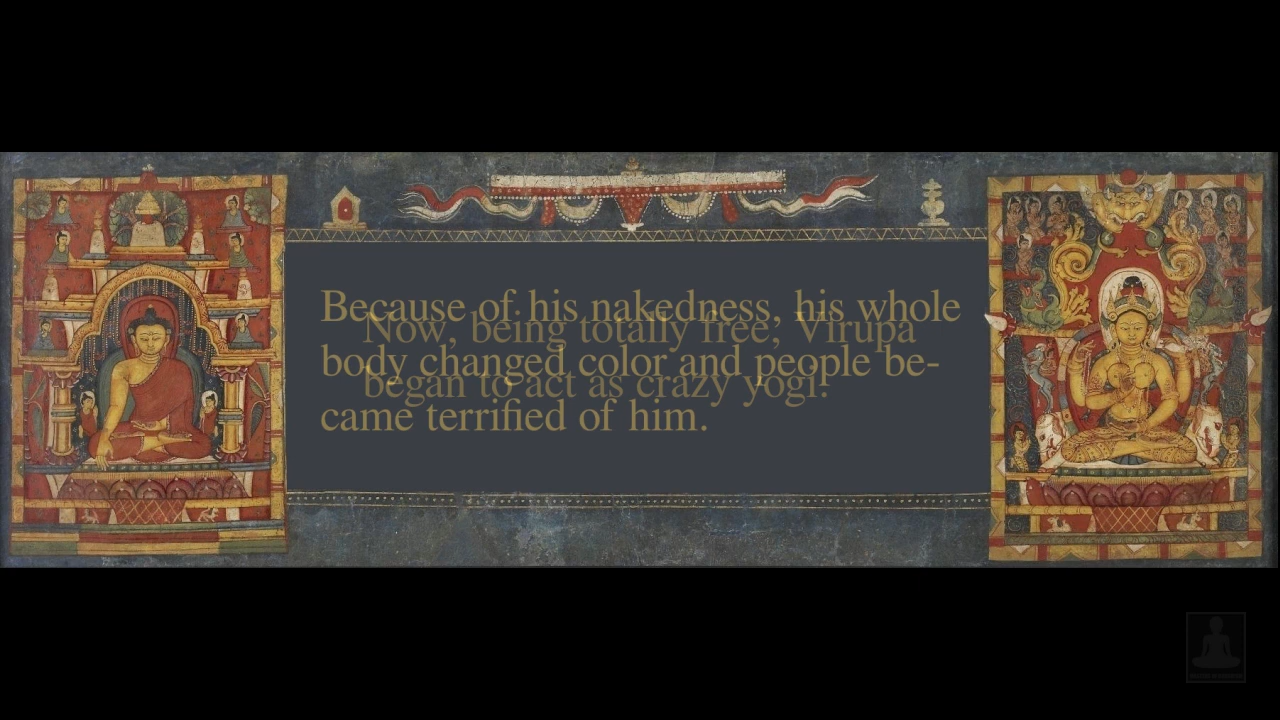 Because of his nakedness, his whole
body changed color and people be-
came terrified of him.
Now, being totally free, Virupa
began to act as crazy yogi.